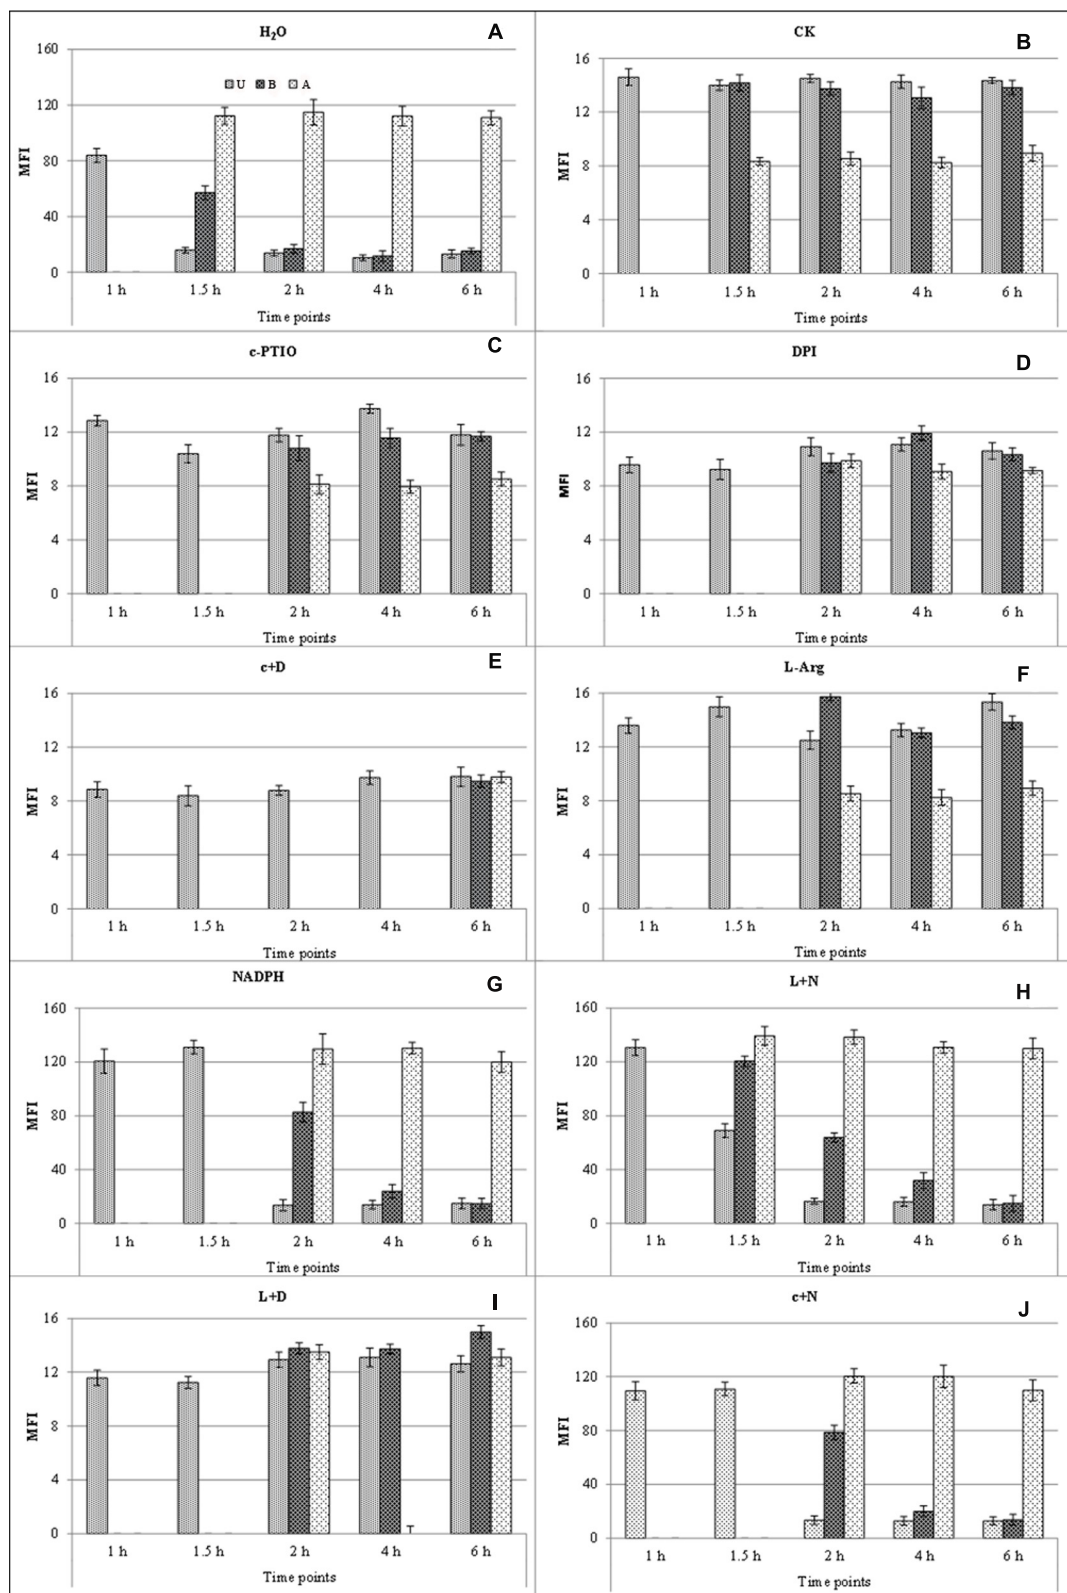 H₂O A
160
120
80
40
0
MFI
U B A
1 h 1.5 h 2 h 4 h 6 h
Time points
CK B
16
12
8
4
0
MFI
1 h 1.5 h 2 h 4 h 6 h
Time points
c-PTIO C
16
12
8
4
0
MFI
1 h 1.5 h 2 h 4 h 6 h
Time points
DPI D
16
12
8
4
0
MFI
1 h 1.5 h 2 h 4 h 6 h
Time points
c+D E
16
12
8
4
0
MFI
1 h 1.5 h 2 h 4 h 6 h
Time points
L-Arg F
16
12
8
4
0
MFI
1 h 1.5 h 2 h 4 h 6 h
Time points
NADPH G
160
120
80
40
0
MFI
1 h 1.5 h 2 h 4 h 6 h
Time points
L+N H
160
120
80
40
0
MFI
1 h 1.5 h 2 h 4 h 6 h
Time points
L+D I
16
12
8
4
0
MFI
1 h 1.5 h 2 h 4 h 6 h
Time points
c+N J
160
120
80
40
0
MFI
1 h 1.5 h 2 h 4 h 6 h
Time points